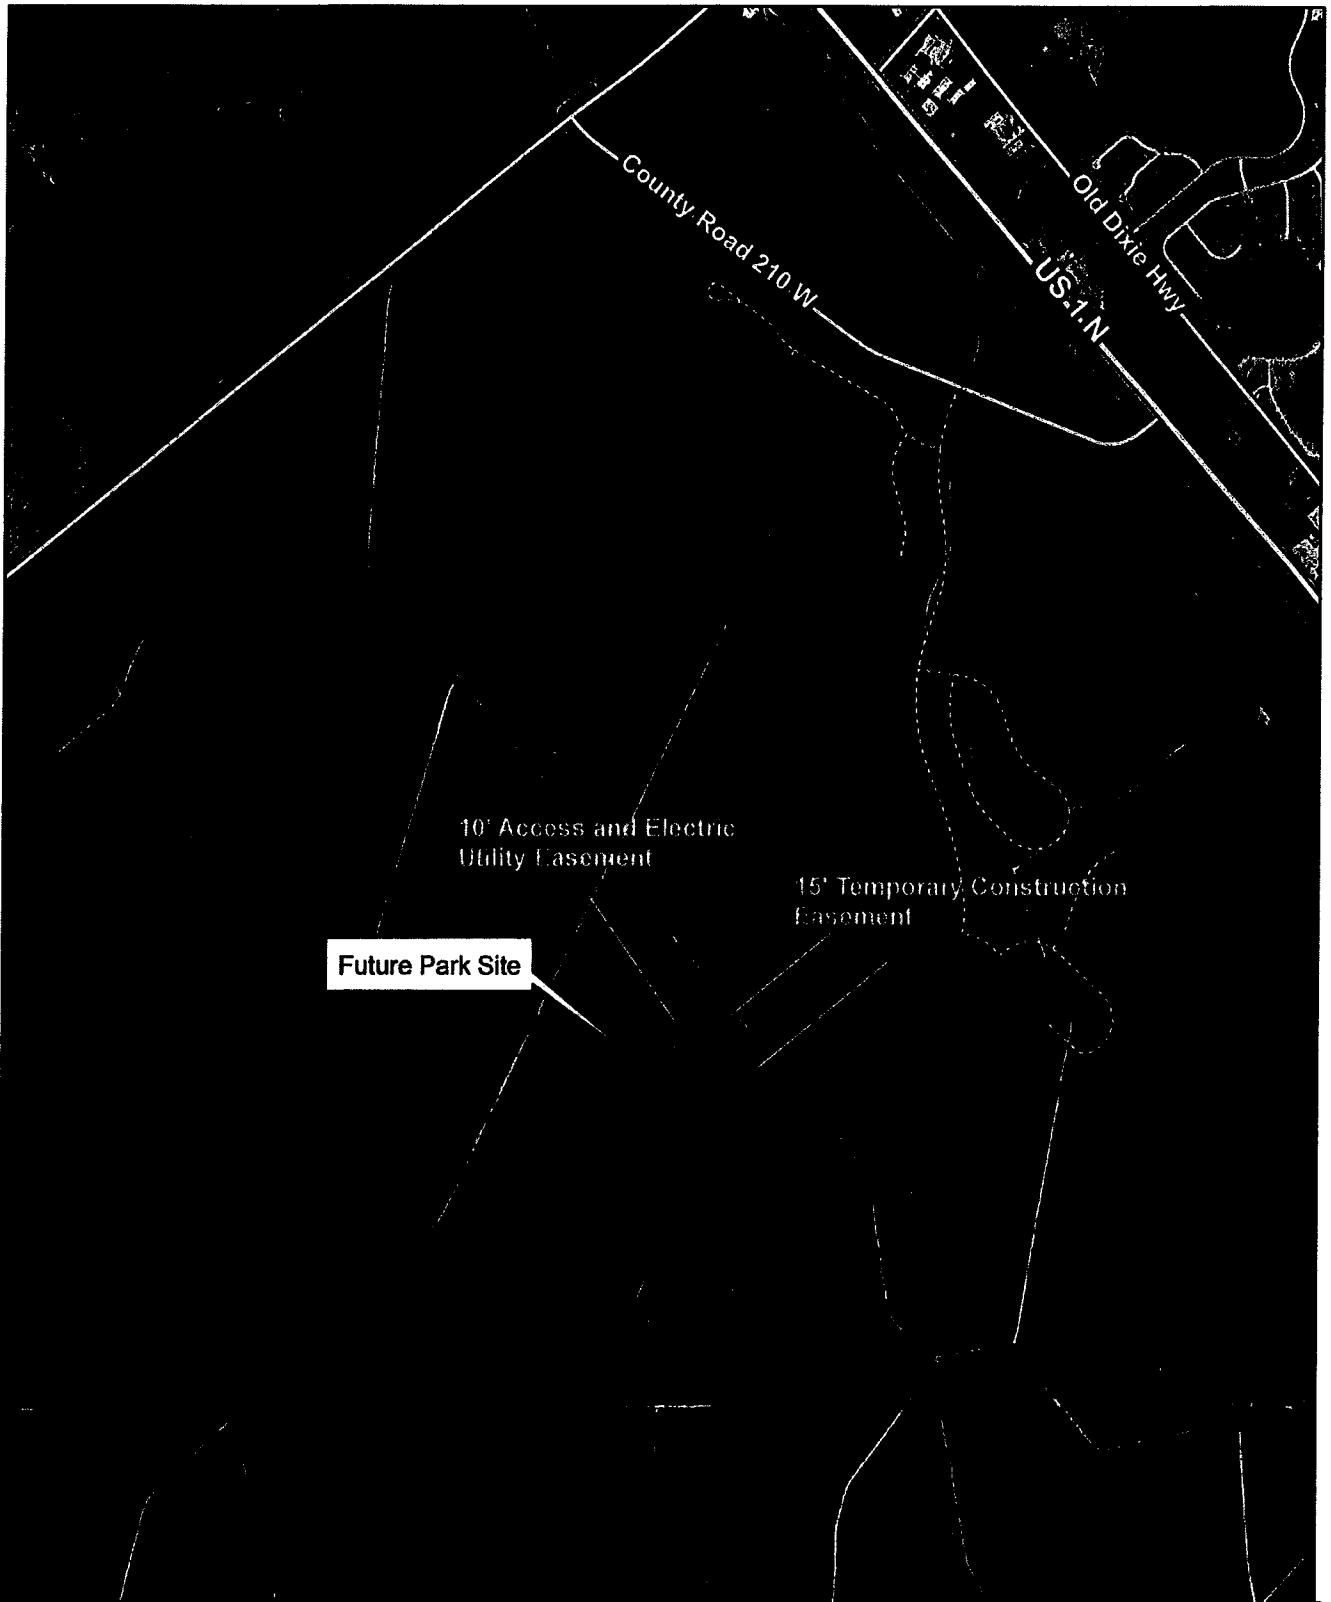 County Road 210 W
Old Dixie Hwy
US 1 N
10' Access and Electric
Utility Easement
15' Temporary Construction
Easement
Future Park Site